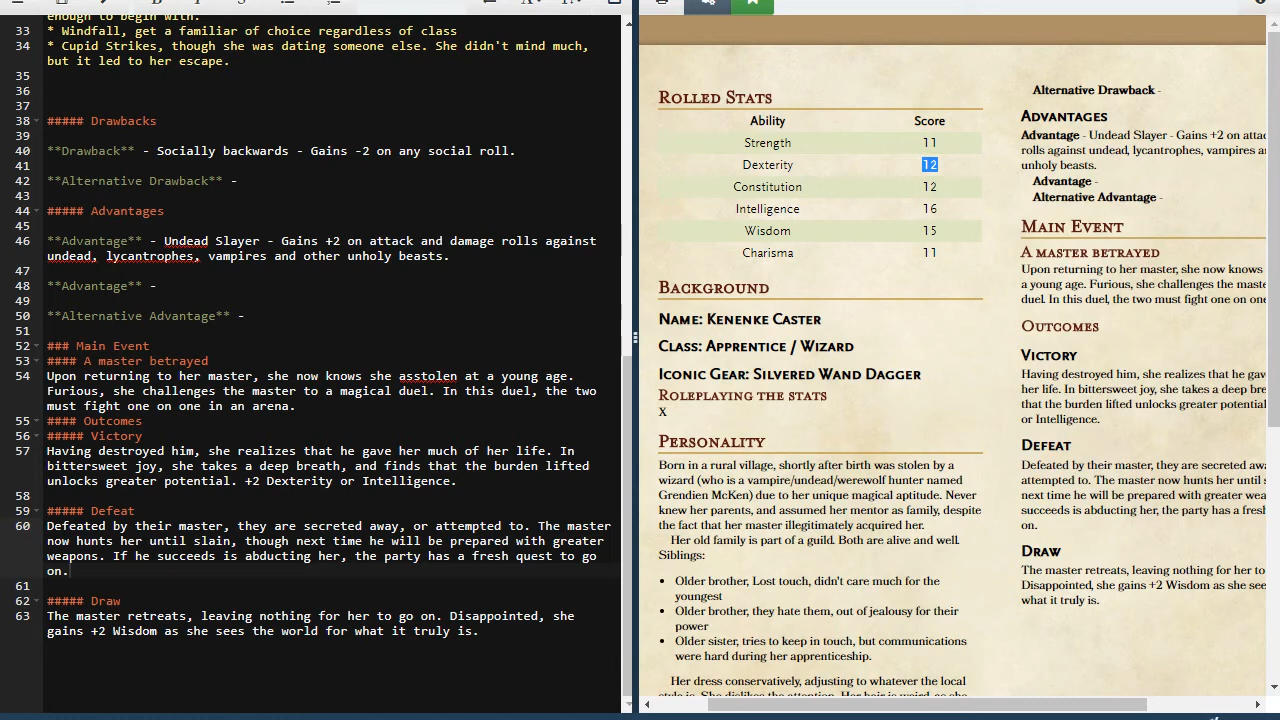 enough to begin with.
33 * Windfall, get a familiar of choice regardless of class
34 * Cupid Strikes, though she was dating someone else. She didn't mind much,
but it led to her escape.
35
36
37
38 ##### Drawbacks
39
40 **Drawback** - Socially backwards - Gains -2 on any social roll.
41
42 **Alternative Drawback** -
43
44 ##### Advantages
45
46 **Advantage** - Undead Slayer - Gains +2 on attack and damage rolls against
undead, lycantrophes, vampires and other unholy beasts.
47
48 **Advantage** -
49
50 **Alternative Advantage** -
51
52 ### Main Event
53 #### A master betrayed
54 Upon returning to her master, she now knows she asstolen at a young age.
Furious, she challenges the master to a magical duel. In this duel, the two
must fight one on one in an arena.
55 #### Outcomes
56 ##### Victory
57 Having destroyed him, she realizes that he gave her much of her life. In
bittersweet joy, she takes a deep breath, and finds that the burden lifted
unlocks greater potential. +2 Dexterity or Intelligence.
58
59 ##### Defeat
60 Defeated by their master, they are secreted away, or attempted to. The master
now hunts her until slain, though next time he will be prepared with greater
weapons. If he succeeds is abducting her, the party has a fresh quest to go
on.
61
62 ##### Draw
63 The master retreats, leaving nothing for her to go on. Disappointed, she
gains +2 Wisdom as she sees the world for what it truly is.
Rolled Stats
Ability Score
Strength 11
Dexterity 12
Constitution 12
Intelligence 16
Wisdom 15
Charisma 11
Background
Name: Kenenke Caster
Class: Apprentice / Wizard
Iconic Gear: Silvered Wand Dagger
Roleplaying the stats
X
Personality
Born in a rural village, shortly after birth was stolen by a
wizard (who is a vampire/undead/werewolf hunter named
Grendien McKen) due to her unique magical aptitude. Never
knew her parents, and assumed her mentor as family, despite
the fact that her master illegitimately acquired her.
Her old family is part of a guild. Both are alive and well.
Siblings:
• Older brother, Lost touch, didn't care much for the
youngest
• Older brother, they hate them, out of jealousy for their
power
• Older sister, tries to keep in touch, but communications
were hard during her apprenticeship.
Her dress conservatively, adjusting to whatever the local
style is. She dislikes the attention. Her hair is weird, as she
Alternative Drawback -
Advantages
Advantage - Undead Slayer - Gains +2 on attac
rolls against undead, lycantrophes, vampires a
unholy beasts.
Advantage -
Alternative Advantage -
Main Event
A master betrayed
Upon returning to her master, she now knows
a young age. Furious, she challenges the maste
duel. In this duel, the two must fight one on one
Outcomes
Victory
Having destroyed him, she realizes that he gave
her life. In bittersweet joy, she takes a deep bre
that the burden lifted unlocks greater potential
or Intelligence.
Defeat
Defeated by their master, they are secreted awa
attempted to. The master now hunts her until s
next time he will be prepared with greater wea
succeeds is abducting her, the party has a fresh
on.
Draw
The master retreats, leaving nothing for her to
Disappointed, she gains +2 Wisdom as she see
what it truly is.